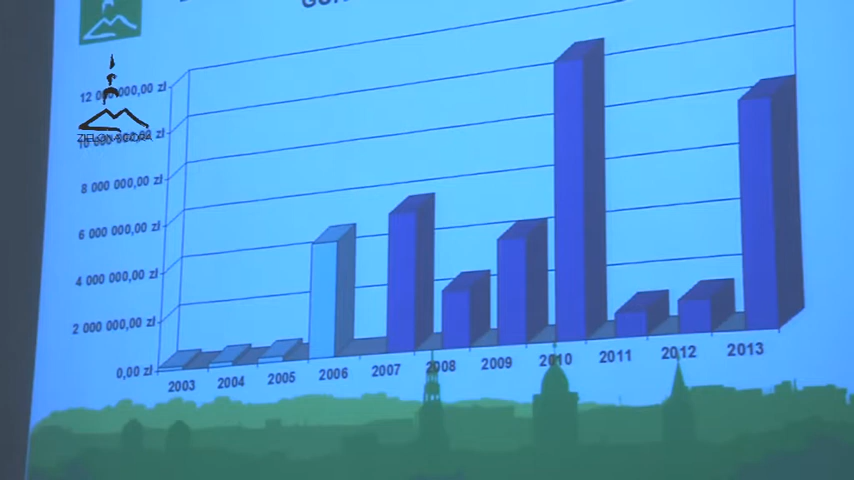 12 000 000,00 zł
ZIELONA GÓRA
10 000 000,00 zł
8 000 000,00 zł
6 000 000,00 zł
4 000 000,00 zł
2 000 000,00 zł
0,00 zł
2003 2004 2005 2006 2007 2008 2009 2010 2011 2012 2013